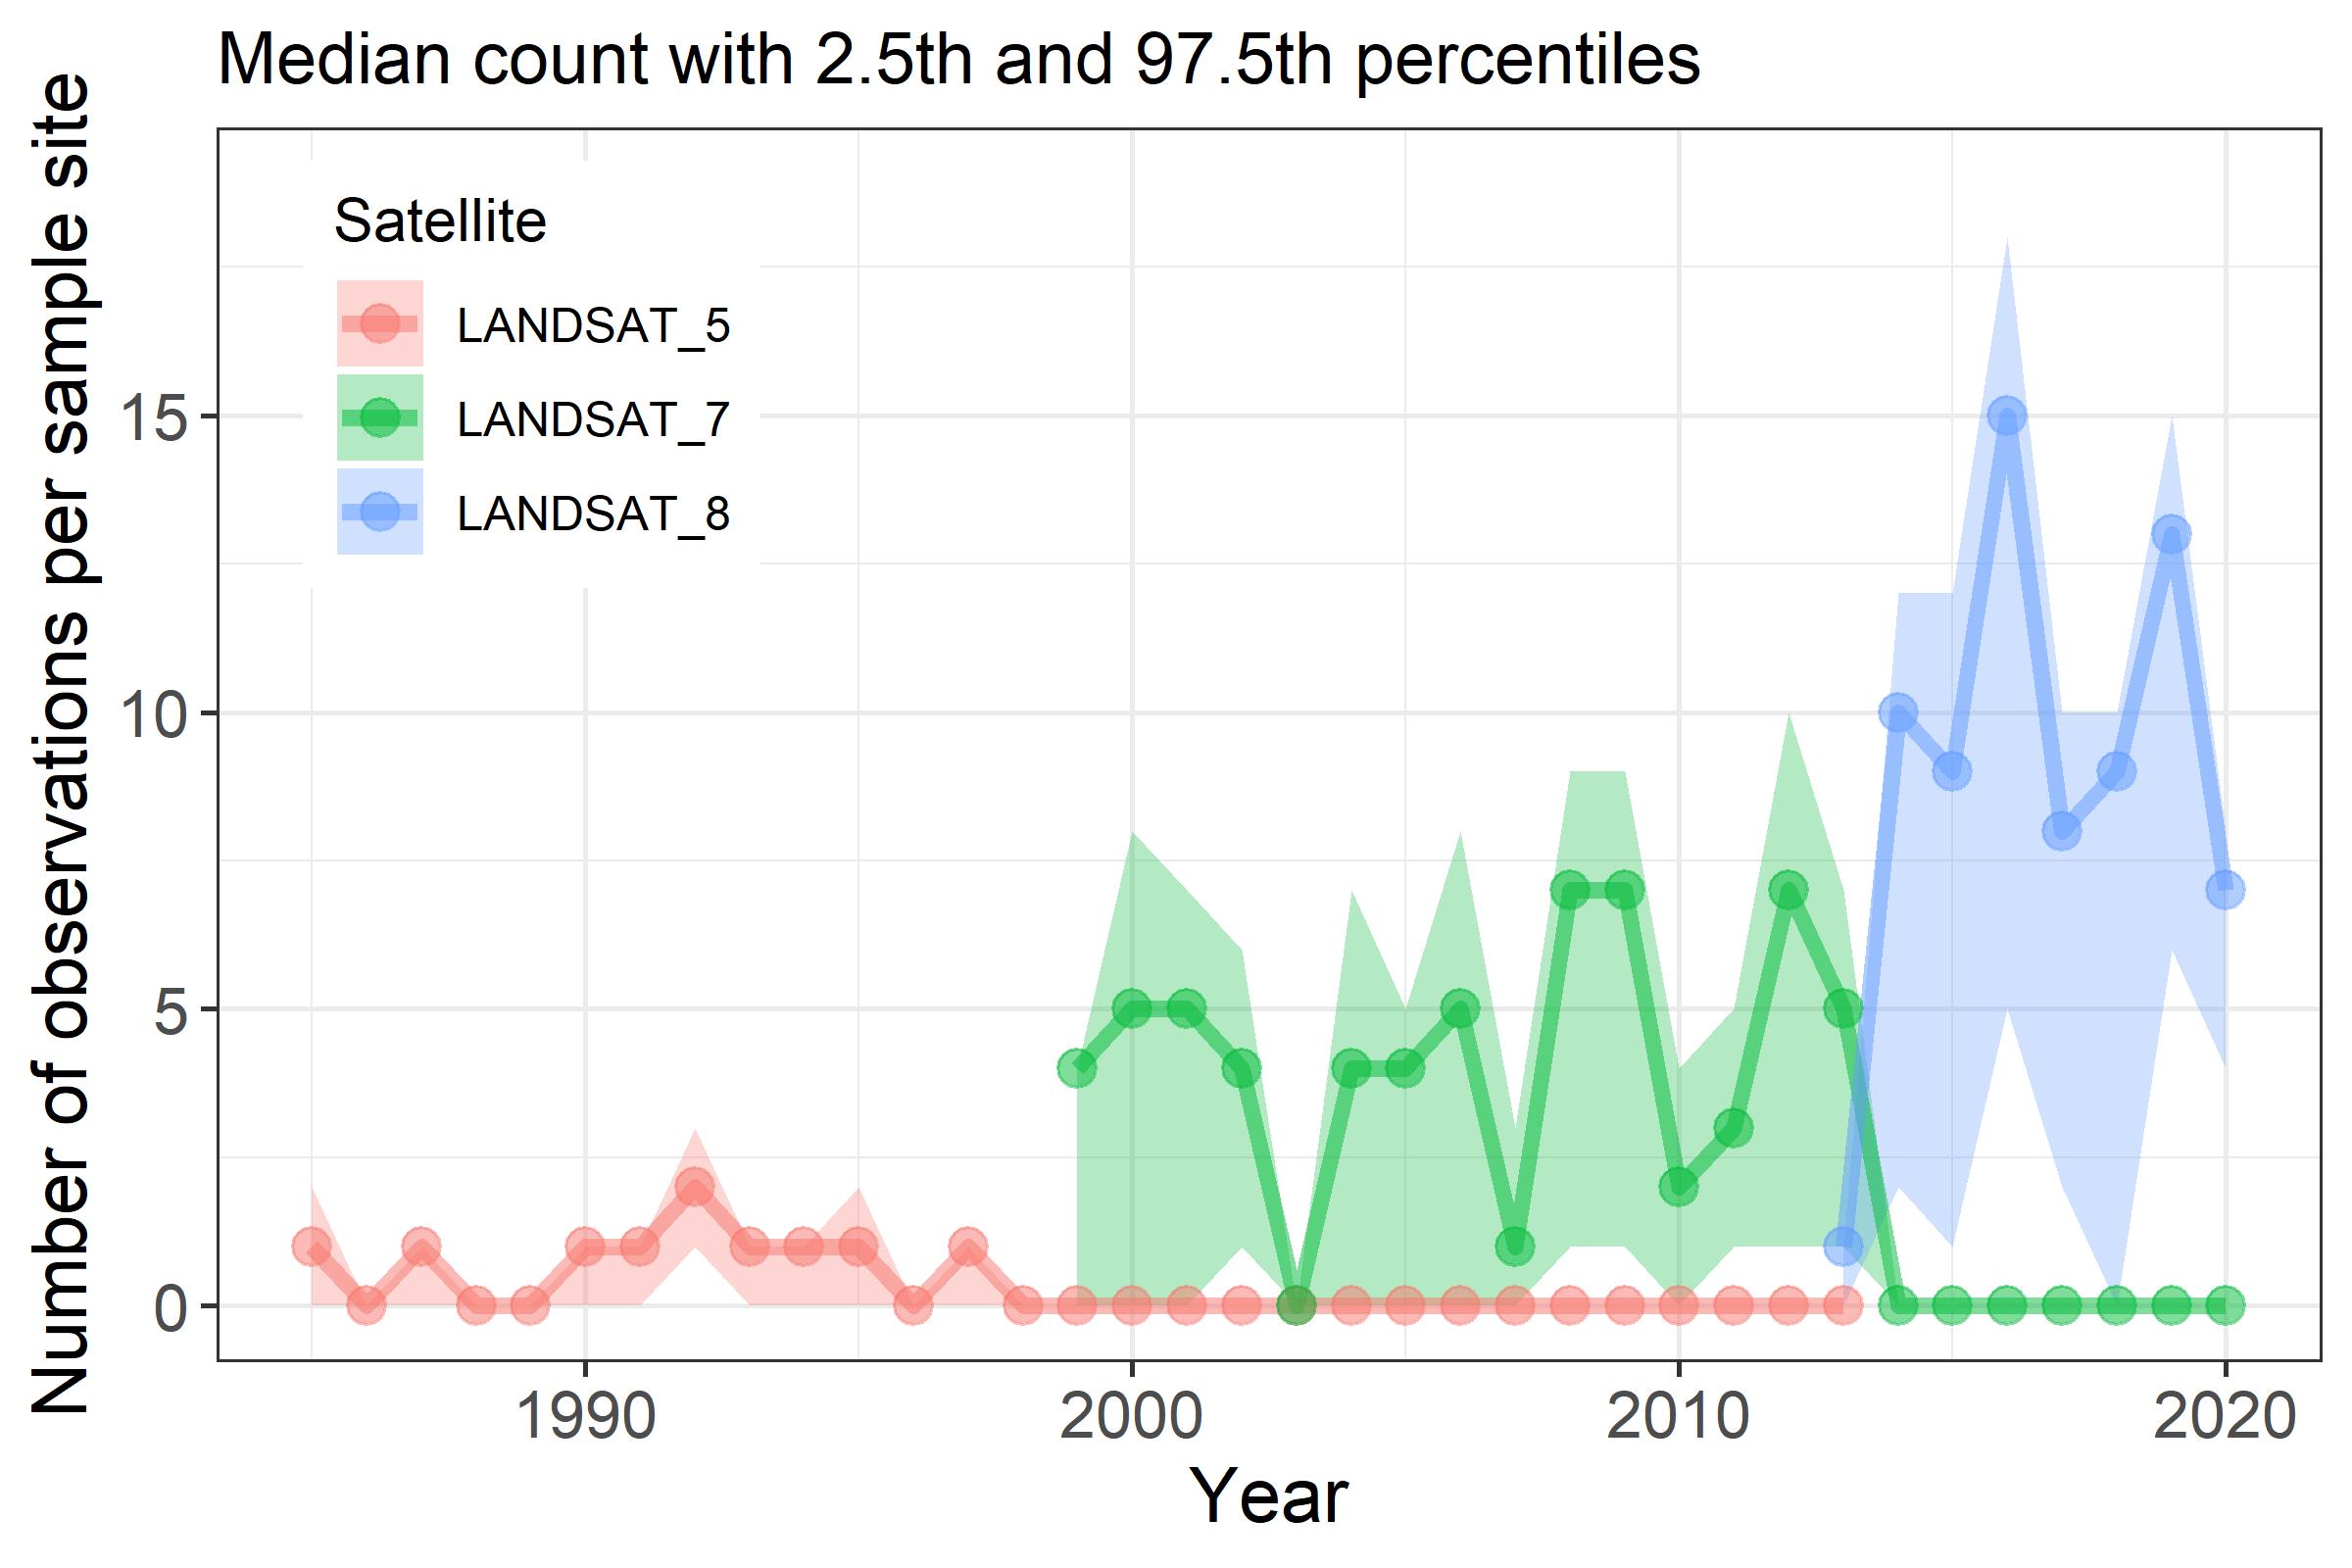 Median count with 2.5th and 97.5th percentiles
Number of observations per sample site
Satellite
LANDSAT_5
LANDSAT_7
LANDSAT_8
15
10
5
0
1990
2000
2010
2020
Year